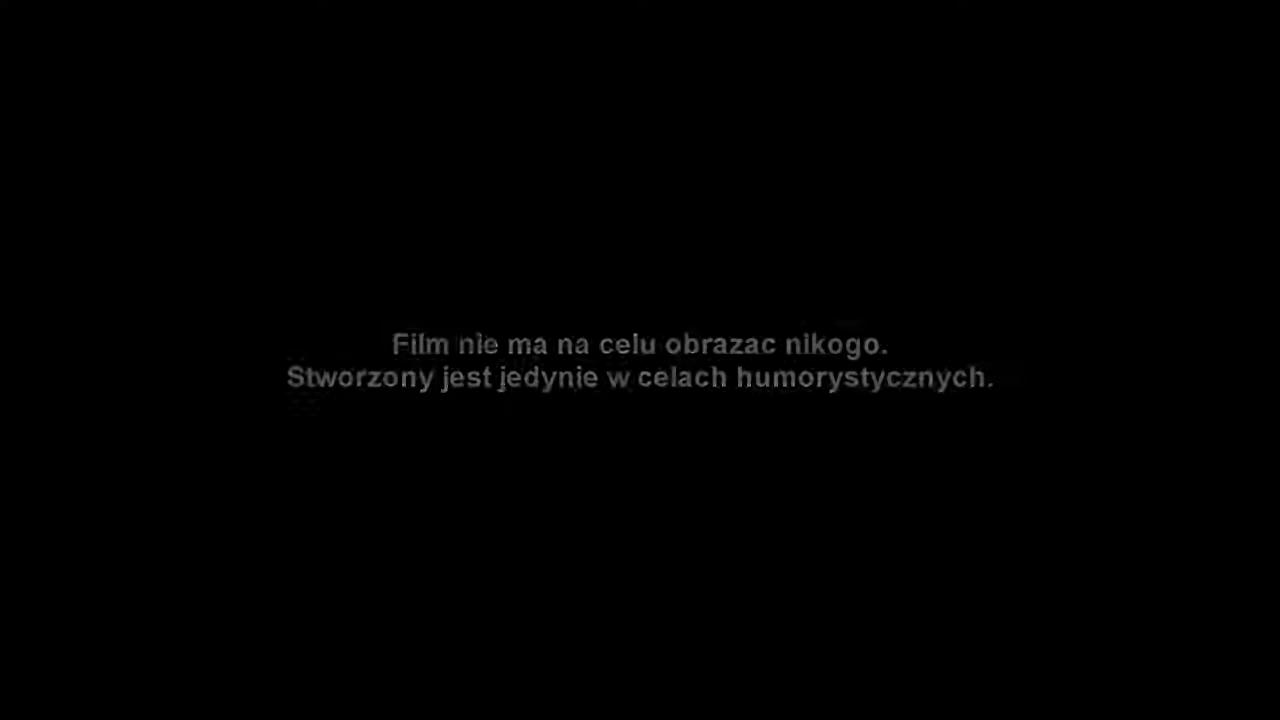 Film nie ma na celu obrazac nikogo.
Stworzony jest jedynie w celach humorystycznych.